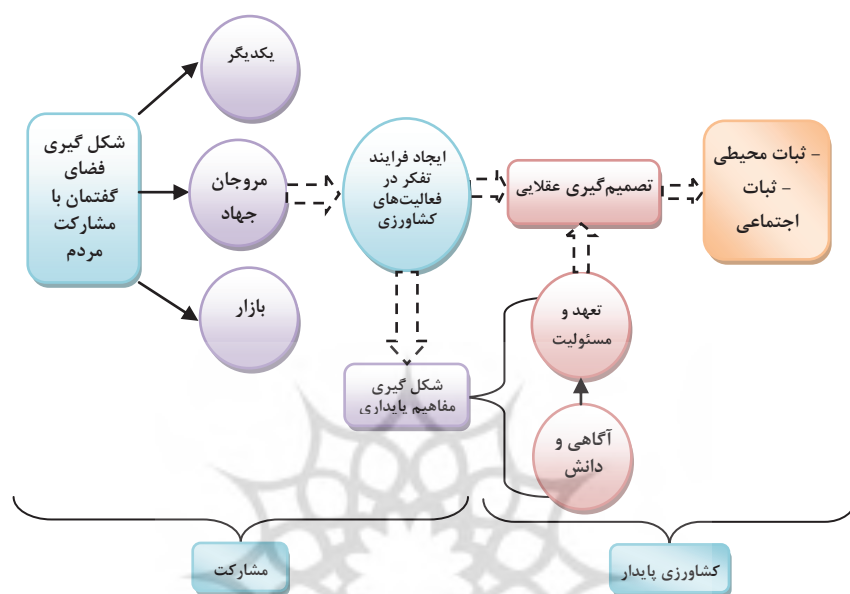 یکدیگر
شکل گیری
فضای
گفتمان با
مشارکت
مردم
مروجان
جهاد
بازار
ایجاد فرایند
تفکر در
فعالیت‌های
کشاورزی
شکل گیری
مفاهیم پایداری
تصمیم‌گیری عقلایی
تعهد و
مسئولیت
آگاهی و
دانش
- ثبات محیطی
- ثبات
اجتماعی
مشارکت
کشاورزی پایدار